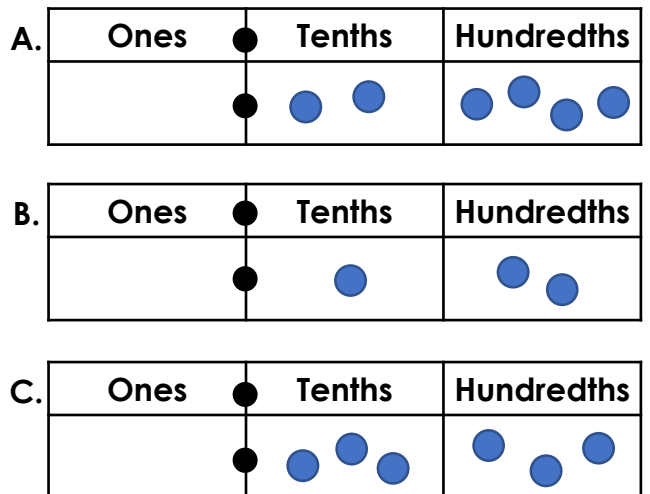 A. Ones Tenths Hundredths
B. Ones Tenths Hundredths
C. Ones Tenths Hundredths